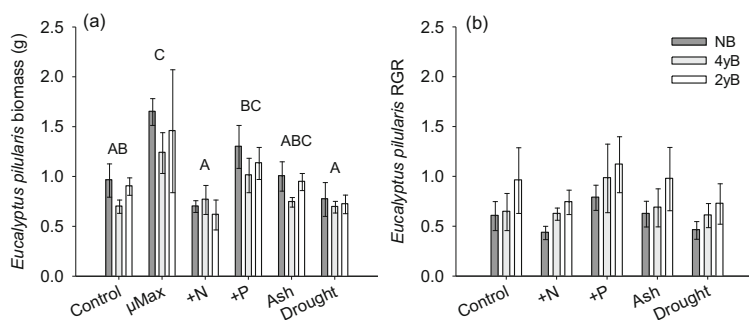 (a)
Eucalyptus pilularis biomass (g)
2.5
2.0
1.5
1.0
0.5
0.0
AB
C
A
BC
ABC
A
Control
µMax
+N
+P
Ash
Drought
(b)
NB
4yB
2yB
Eucalyptus pilularis RGR
2.5
2.0
1.5
1.0
0.5
0.0
Control
+N
+P
Ash
Drought